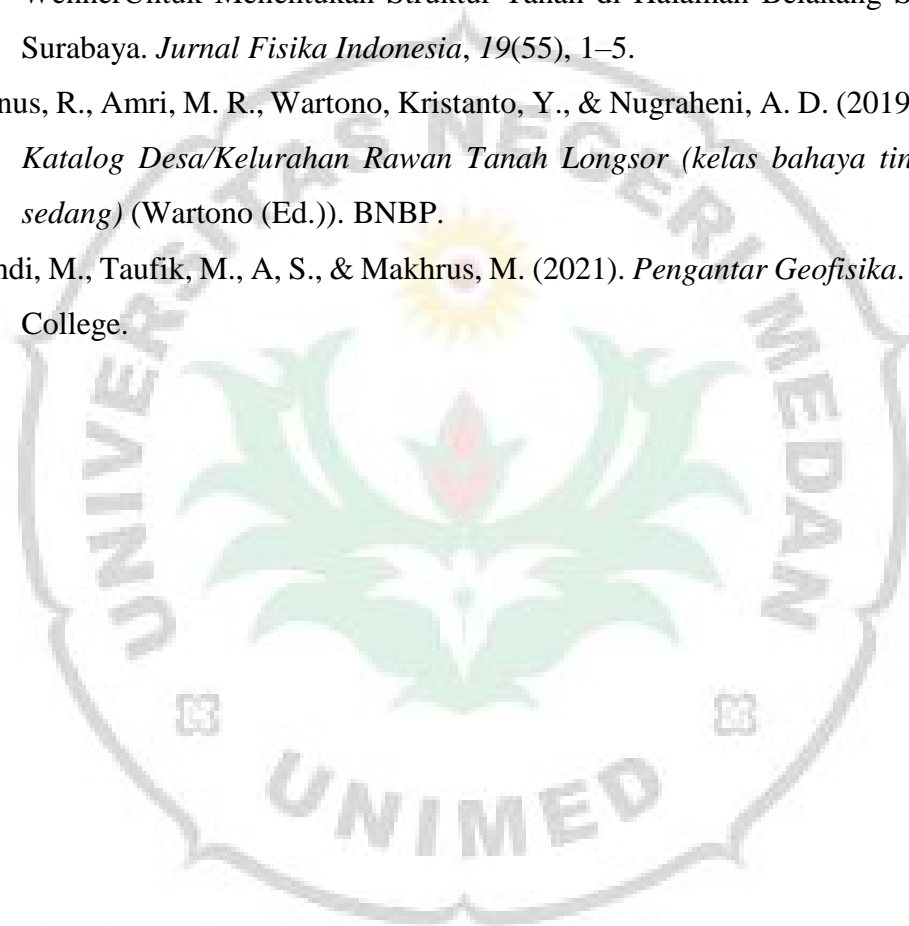 WennerUntuk Menentukan Struktur Tanah di Halaman Belakang S
Surabaya. Jurnal Fisika Indonesia, 19(55), 1–5.
nus, R., Amri, M. R., Wartono, Kristanto, Y., & Nugraheni, A. D. (2019
Katalog Desa/Kelurahan Rawan Tanah Longsor (kelas bahaya tin
sedang) (Wartono (Ed.)). BNBP.
ndi, M., Taufik, M., A, S., & Makhrus, M. (2021). Pengantar Geofisika.
College.
UNIVERSITAS NEGERI MEDAN
UNIMED